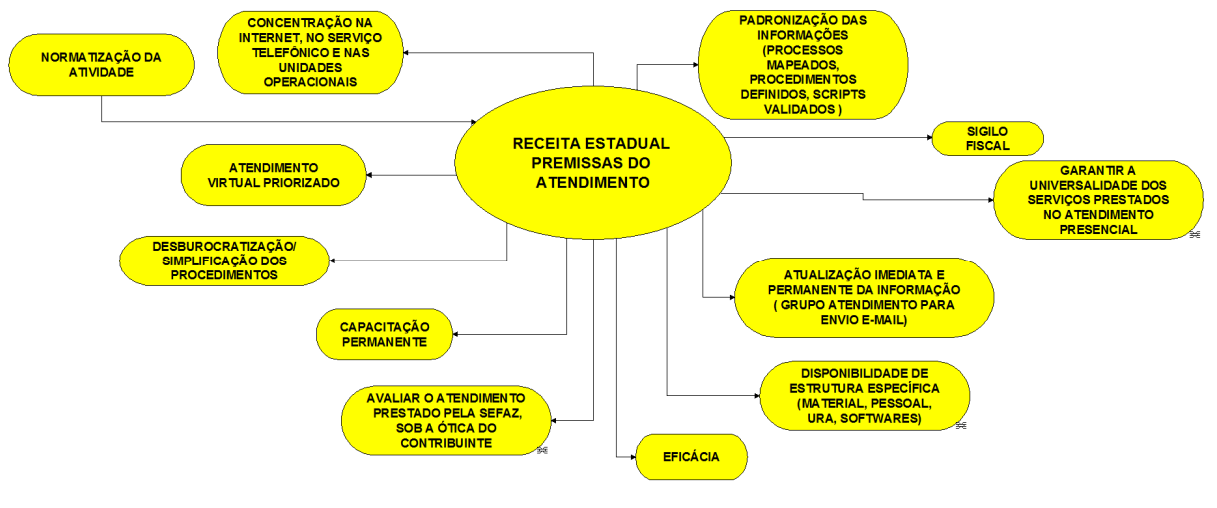 CONCENTRAÇÃO NA
INTERNET, NO SERVIÇO
TELEFÔNICO E NAS
UNIDADES
OPERACIONAIS
PADRONIZAÇÃO DAS
INFORMAÇÕES
(PROCESSOS
MAPEADOS,
PROCEDIMENTOS
DEFINIDOS, SCRIPTS
VALIDADOS )
NORMATIZAÇÃO DA
ATIVIDADE
SIGILO
FISCAL
RECEITA ESTADUAL
PREMISSAS DO
ATENDIMENTO
ATENDIMENTO
VIRTUAL PRIORIZADO
GARANTIR A
UNIVERSALIDADE DOS
SERVIÇOS PRESTADOS
NO ATENDIMENTO
PRESENCIAL
DESBUROCRATIZAÇÃO/
SIMPLIFICAÇÃO DOS
PROCEDIMENTOS
ATUALIZAÇÃO IMEDIATA E
PERMANENTE DA INFORMAÇÃO
( GRUPO ATENDIMENTO PARA
ENVIO E-MAIL)
CAPACITAÇÃO
PERMANENTE
DISPONIBILIDADE DE
ESTRUTURA ESPECÍFICA
(MATERIAL, PESSOAL,
URA, SOFTWARES)
AVALIAR O ATENDIMENTO
PRESTADO PELA SEFAZ,
SOB A ÓTICA DO
CONTRIBUINTE
EFICÁCIA